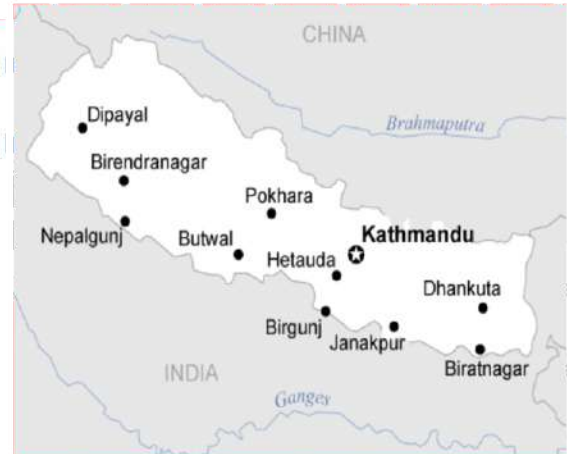 CHINA
Dipayal
Brahmaputra
Birendranagar
Pokhara
Nepalgunj
Butwal
Kathmandu
Hetauda
Dhankuta
Birgunj
Janakpur
Biratnagar
INDIA
Ganges